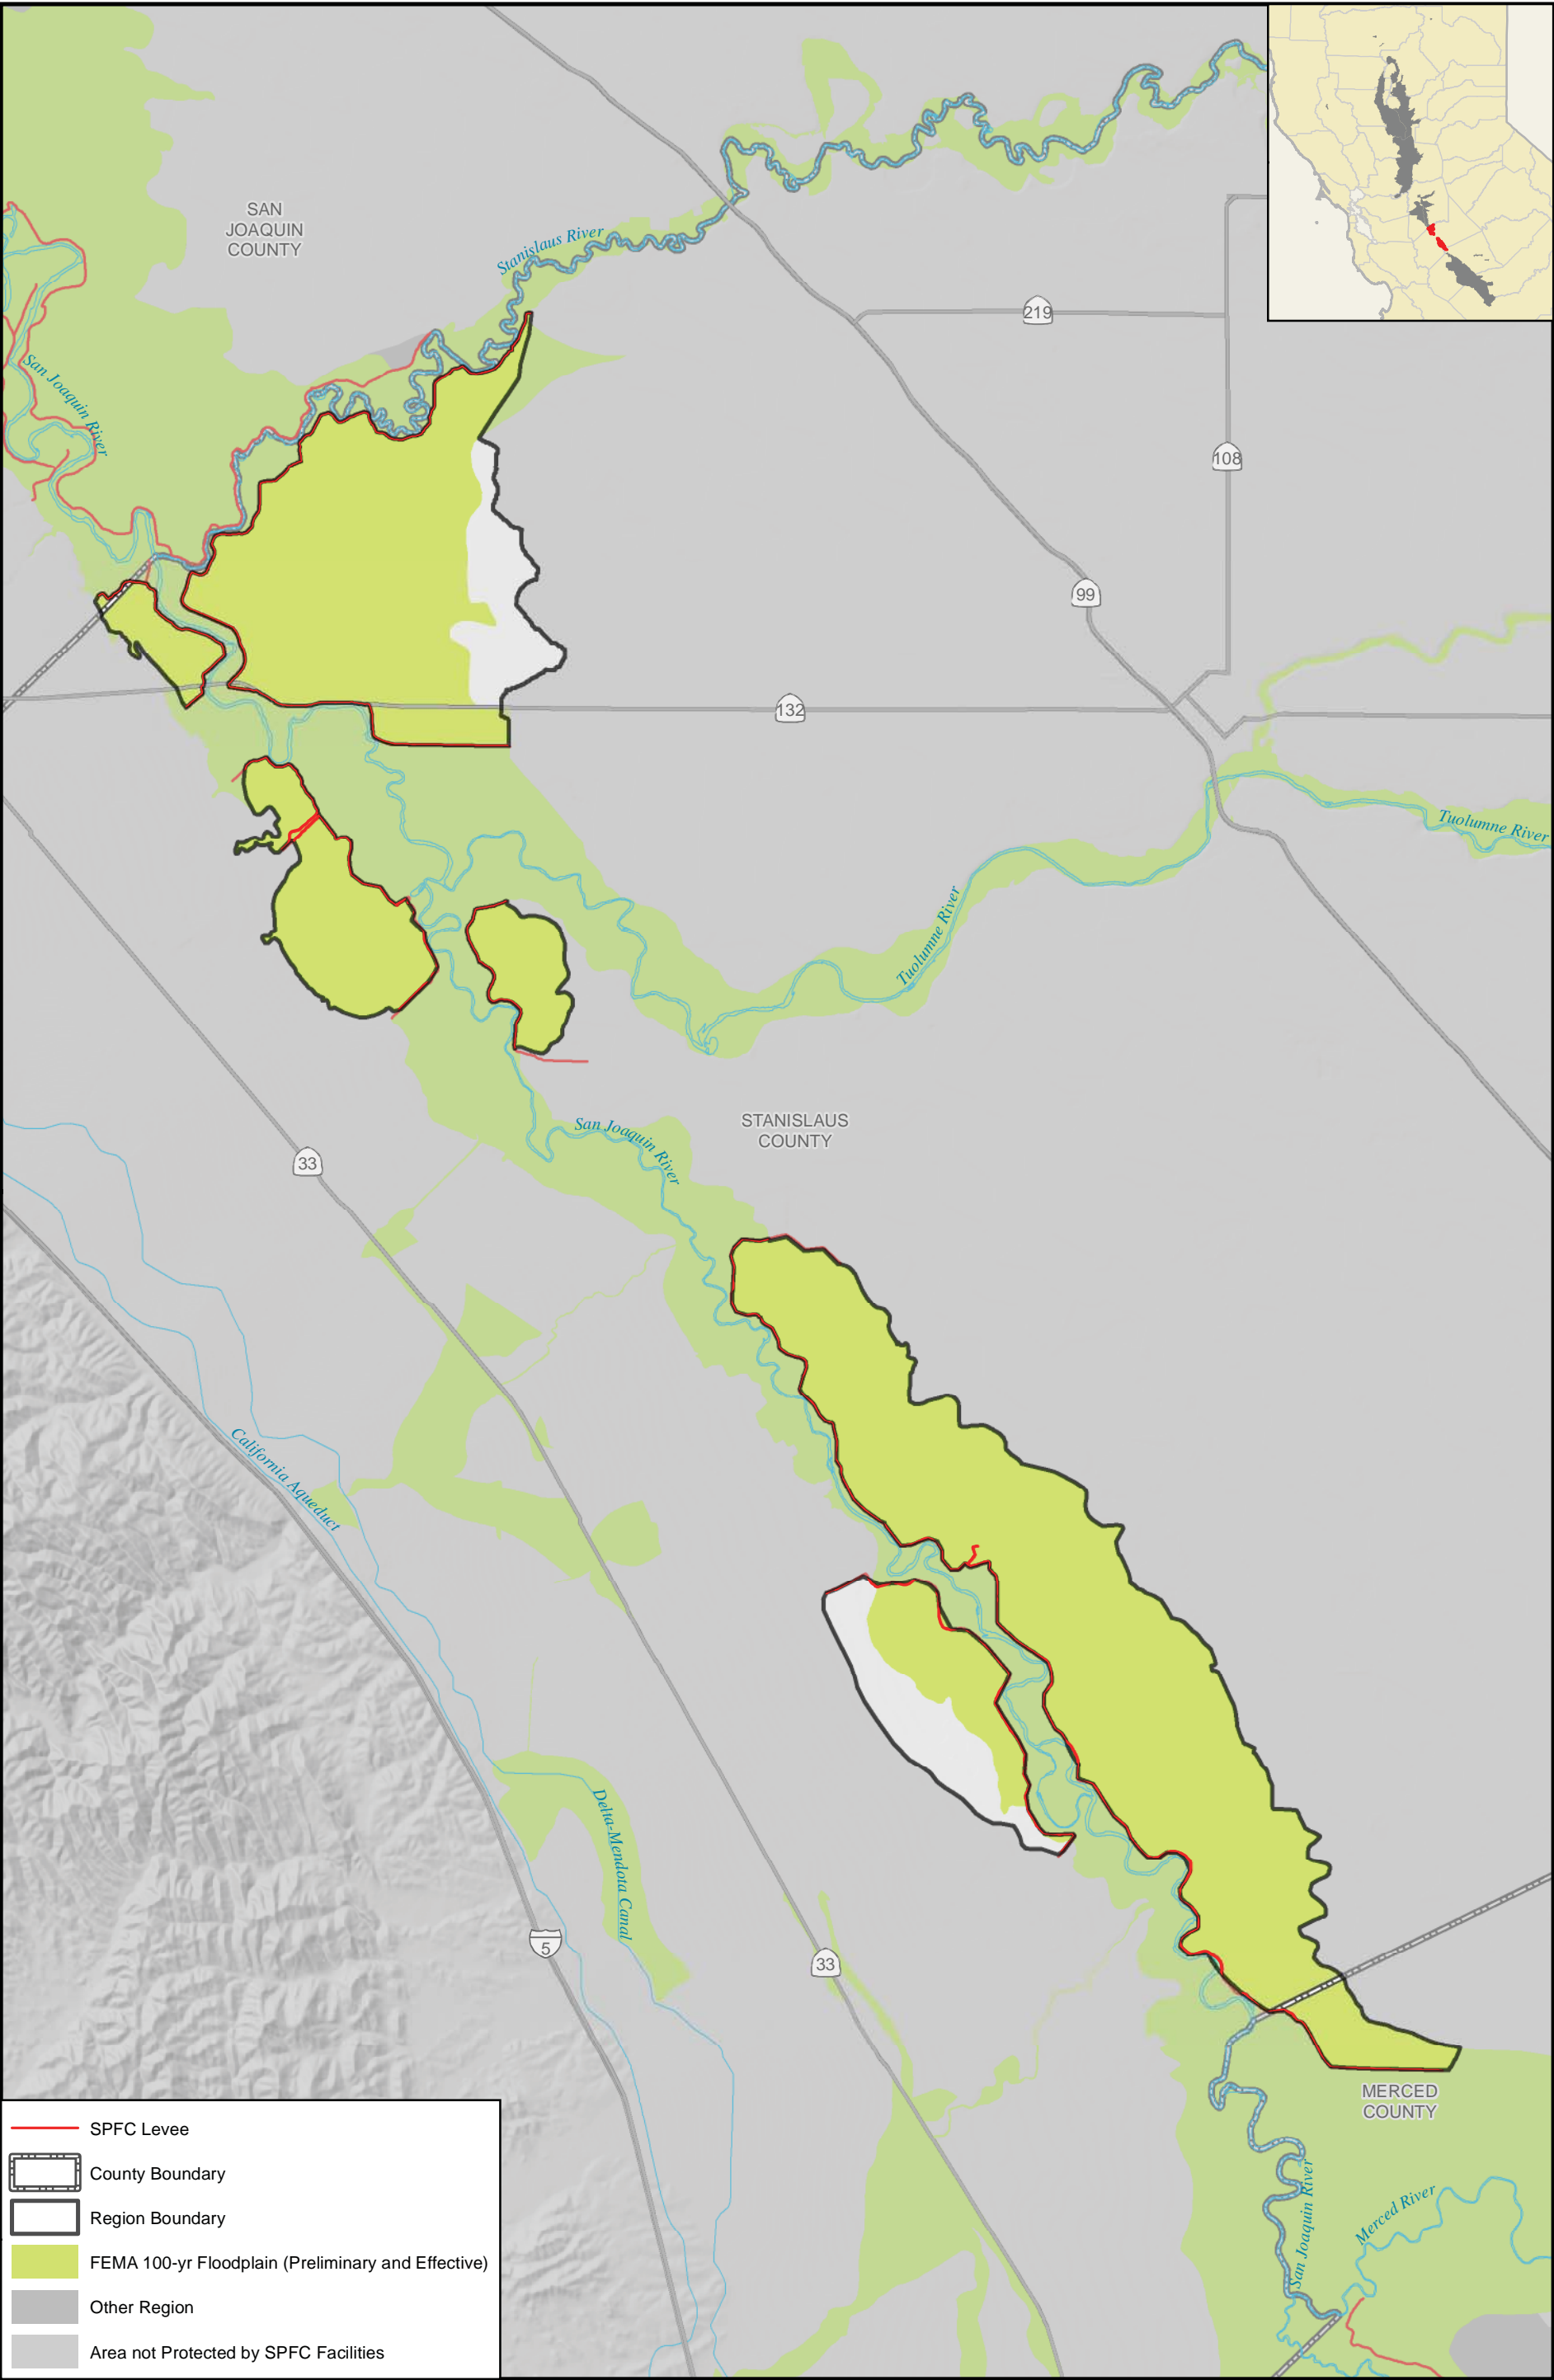 SAN
JOAQUIN
COUNTY
Stanislaus River
219
San Joaquin River
108
99
132
Tuolumne River
Tuolumne River
STANISLAUS
COUNTY
San Joaquin River
33
California Aqueduct
Delta-Mendota Canal
5
33
MERCED
COUNTY
San Joaquin River
Merced River
SPFC Levee
County Boundary
Region Boundary
FEMA 100-yr Floodplain (Preliminary and Effective)
Other Region
Area not Protected by SPFC Facilities